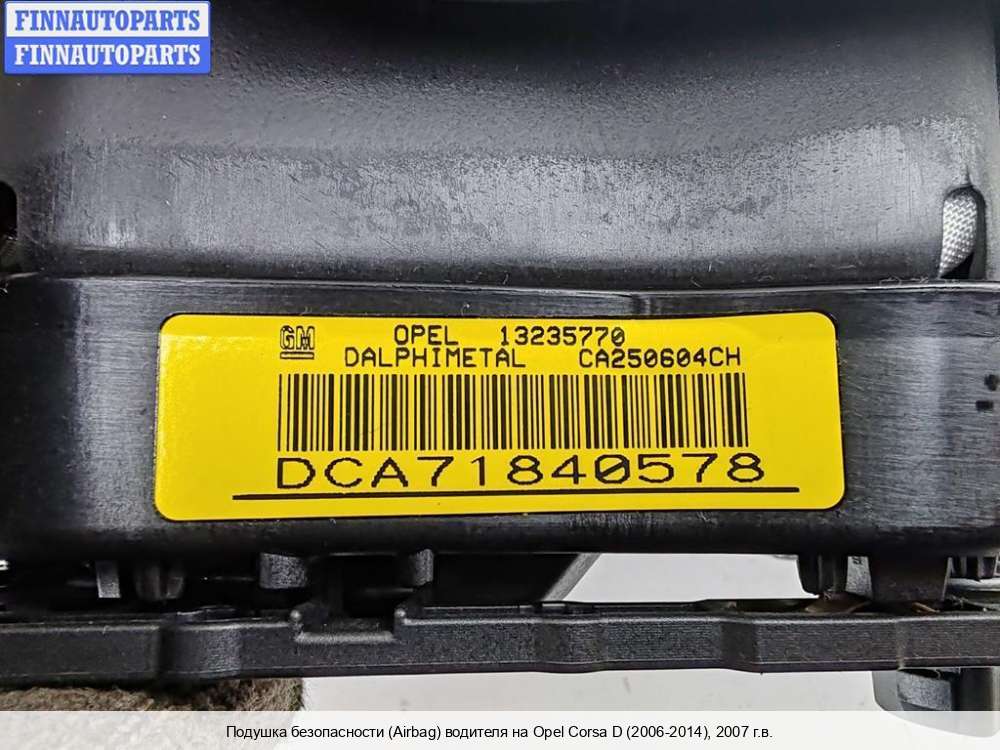 FINNAUTOPARTS
FINNAUTOPARTS
GM OPEL 13235770
DALPHIMETAL CA250604CH
DCA71840578
Подушка безопасности (Airbag) водителя на Opel Corsa D (2006-2014), 2007 г.в.